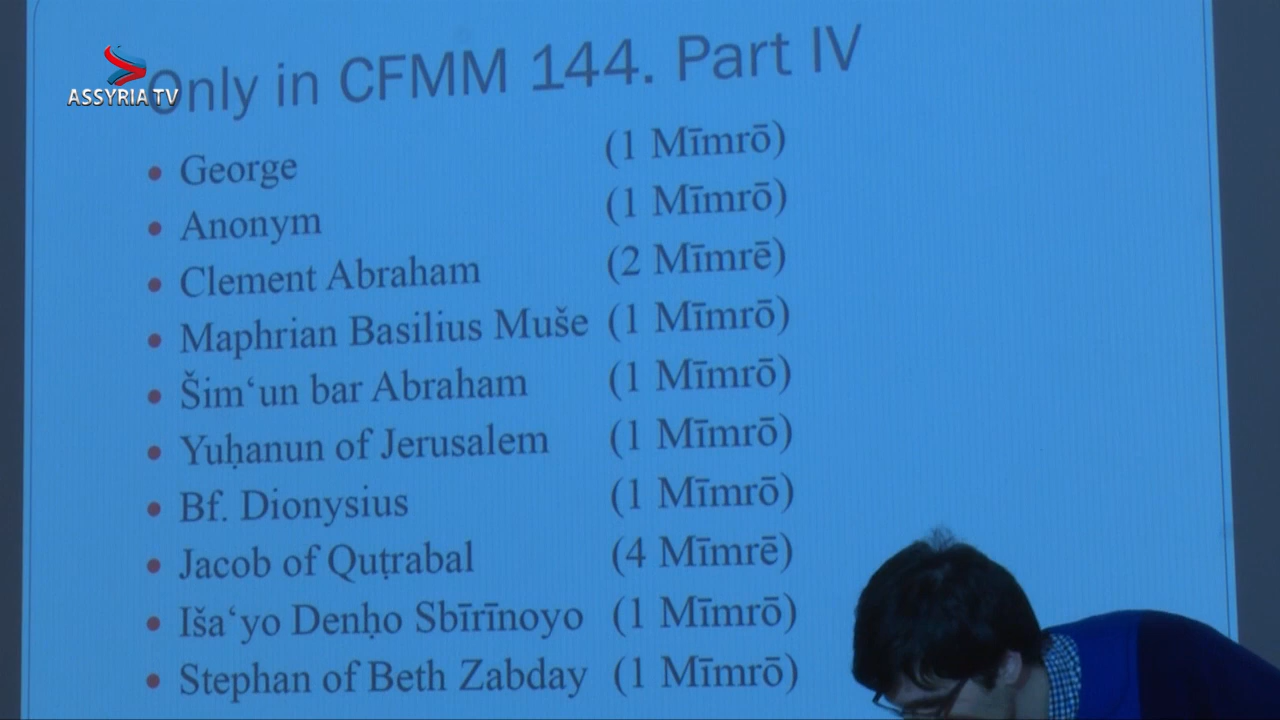 ASSYRIA TV
Only in CFMM 144. Part IV
• George (1 Mīmrō)
• Anonym (1 Mīmrō)
• Clement Abraham (2 Mīmrē)
• Maphrian Basilius Muše (1 Mīmrō)
• Šim‘un bar Abraham (1 Mīmrō)
• Yuḥanun of Jerusalem (1 Mīmrō)
• Bf. Dionysius (1 Mīmrō)
• Jacob of Quṭrabal (4 Mīmrē)
• Iša‘yo Denḥo Sbīrīnoyo (1 Mīmrō)
• Stephan of Beth Zabday (1 Mīmrō)